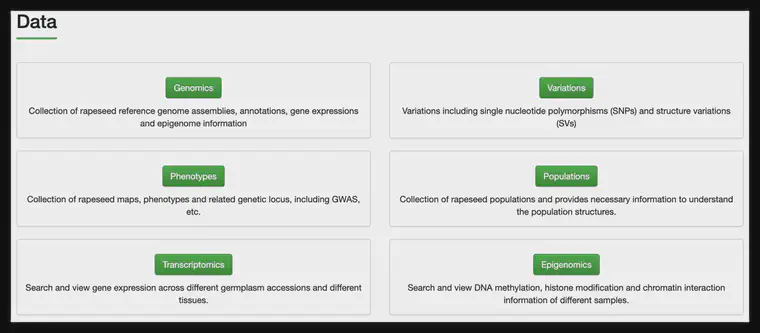 Data
Genomics
Collection of rapeseed reference genome assemblies, annotations, gene expressions
and epigenome information
Variations
Variations including single nucleotide polymorphisms (SNPs) and structure variations
(SVs)
Phenotypes
Collection of rapeseed maps, phenotypes and related genetic locus, including GWAS,
etc.
Populations
Collection of rapeseed populations and provides necessary information to understand
the population structures.
Transcriptomics
Search and view gene expression across different germplasm accessions and different
tissues.
Epigenomics
Search and view DNA methylation, histone modification and chromatin interaction
information of different samples.